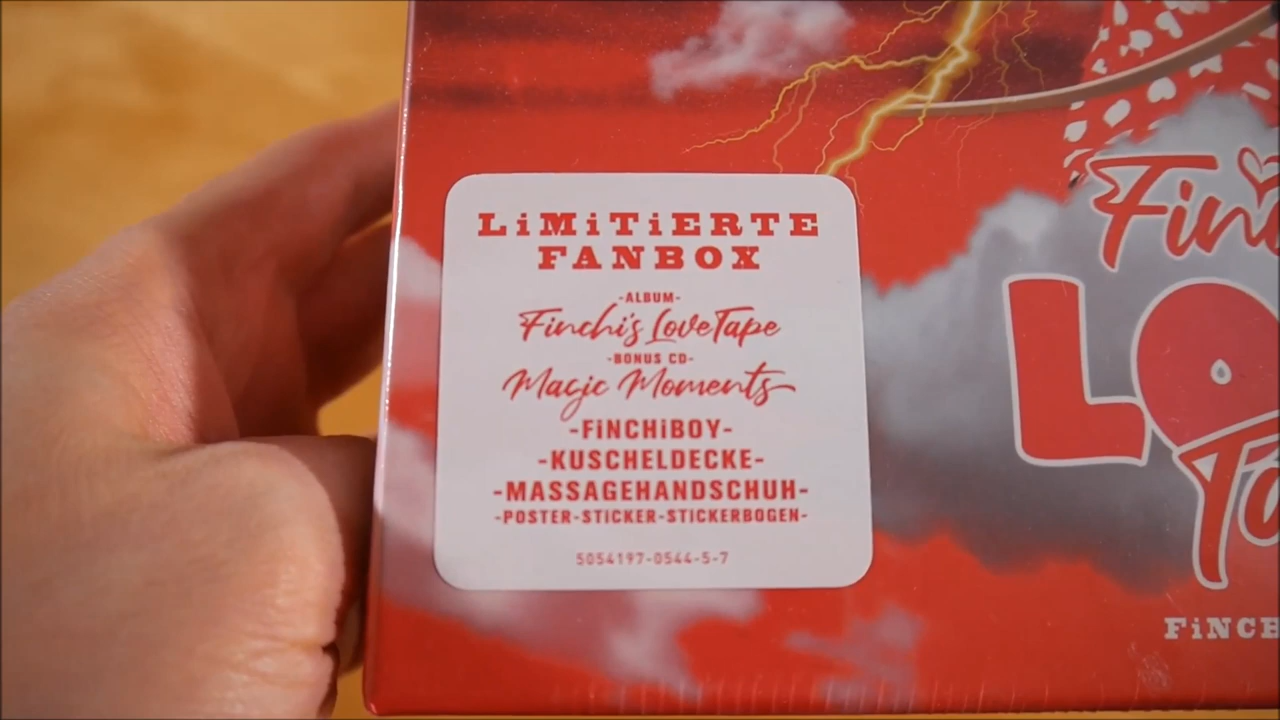 LiMiTiERTE
FANBOX
-ALBUM-
Finchi's LoveTape
-BONUS CD-
Magic Moments
-FiNCHiBOY-
-KUSCHELDECKE-
-MASSAGEHANDSCHUH-
-POSTER-STICKER-STICKERBOGEN-
5054197-0544-5-7